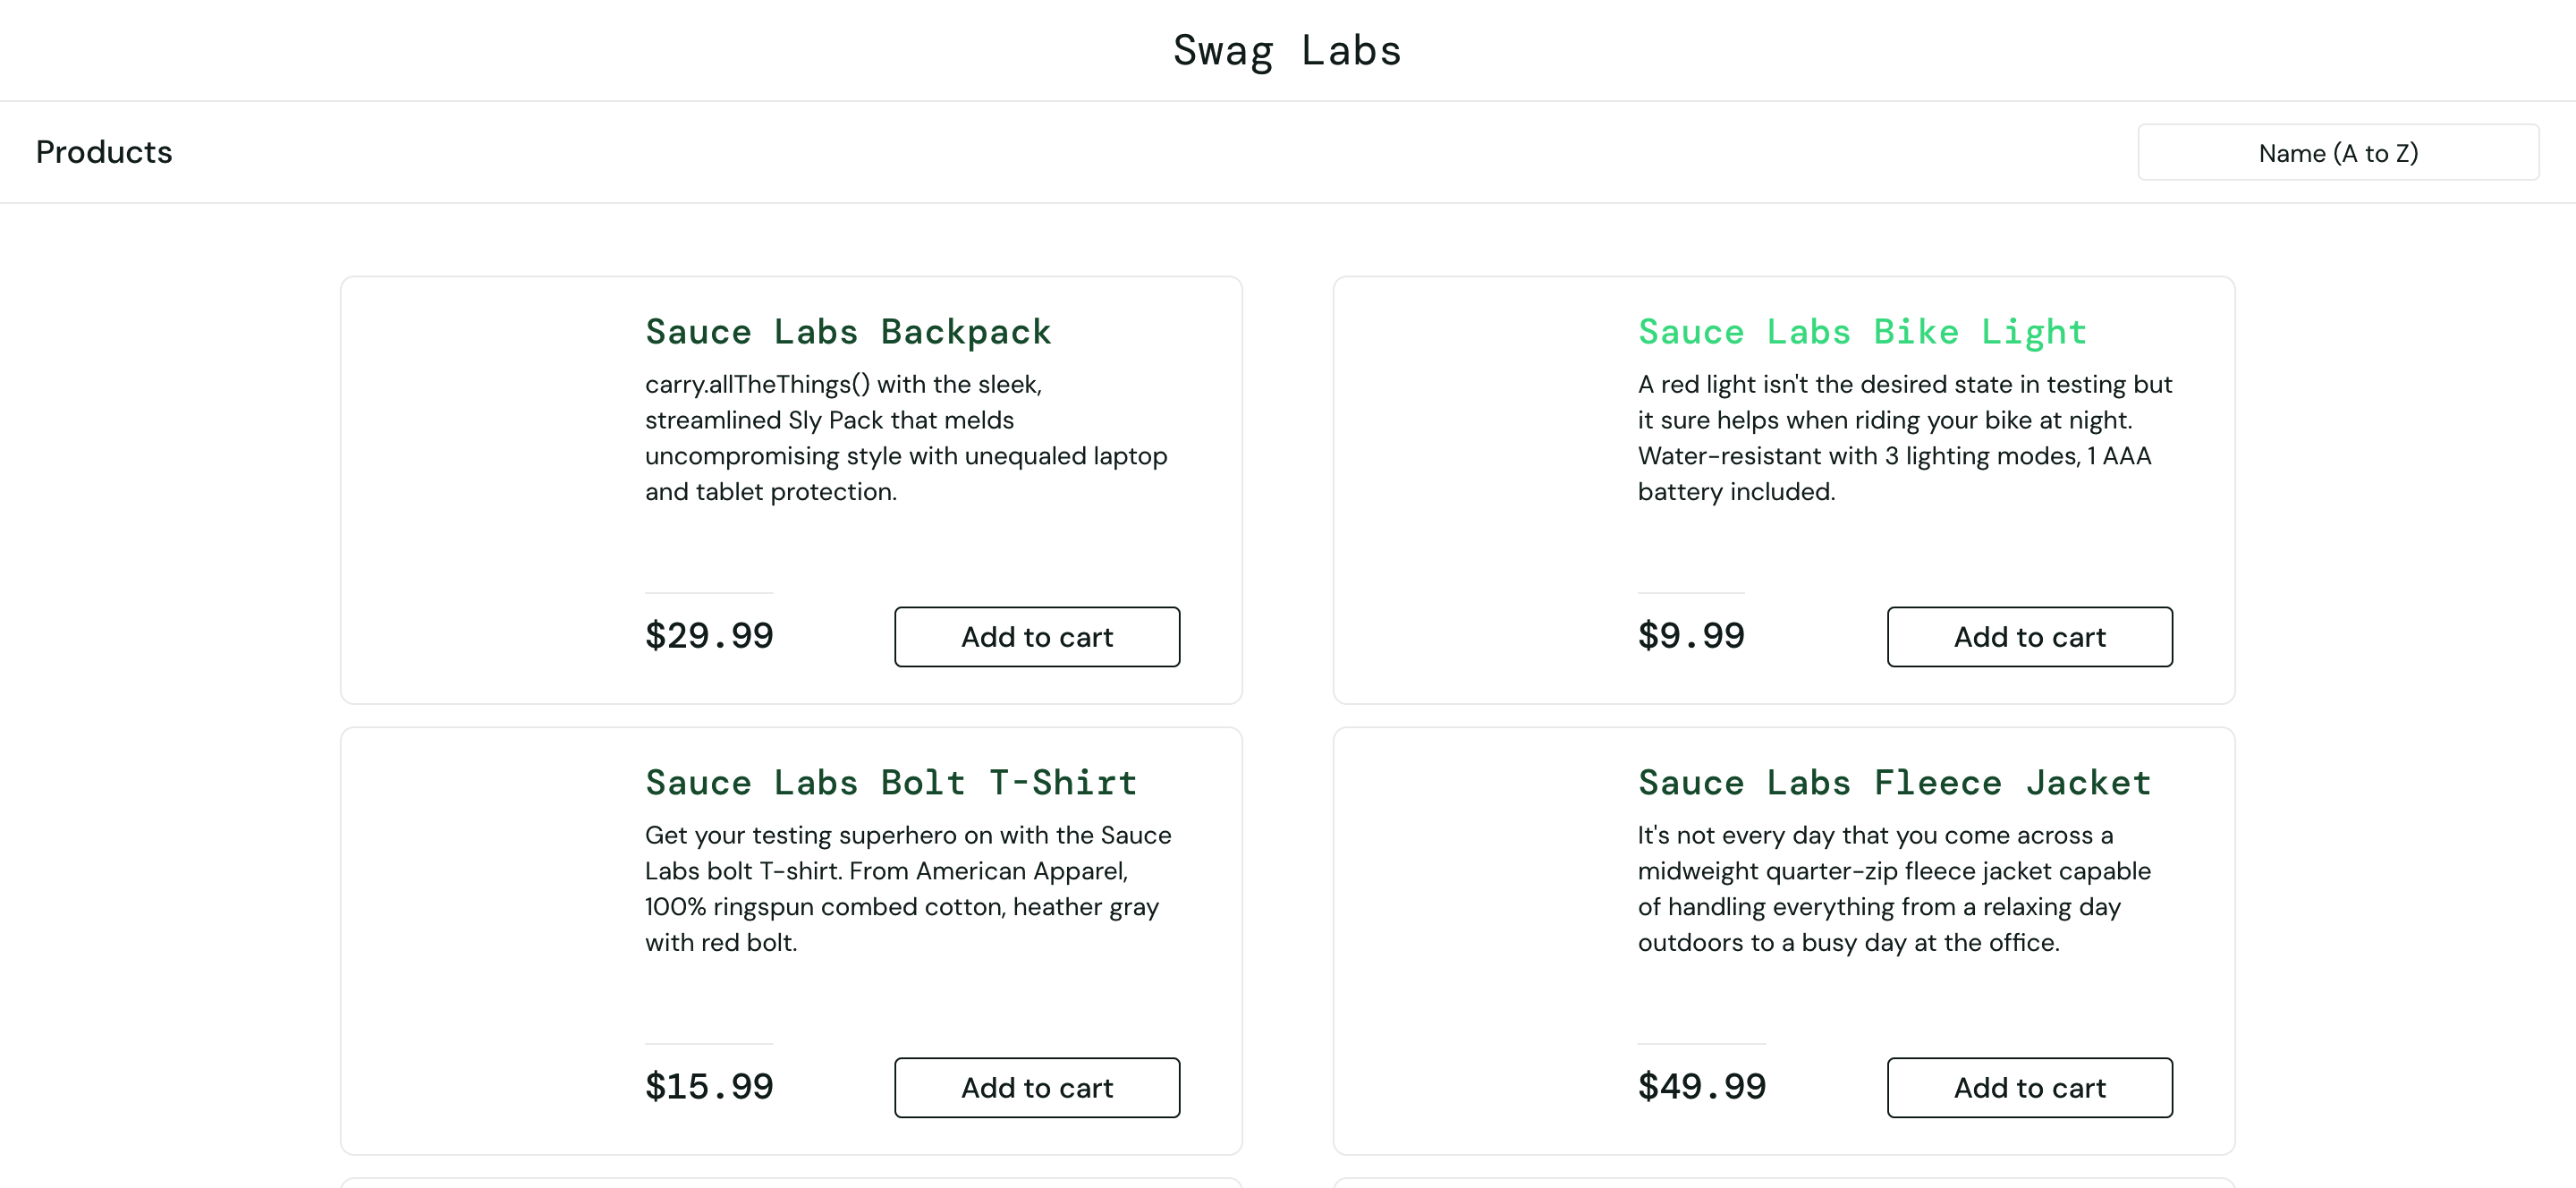 Swag Labs
Products
Name (A to Z)
Sauce Labs Backpack
carry.allTheThings() with the sleek,
streamlined Sly Pack that melds
uncompromising style with unequaled laptop
and tablet protection.
$29.99
Add to cart
Sauce Labs Bike Light
A red light isn't the desired state in testing but
it sure helps when riding your bike at night.
Water-resistant with 3 lighting modes, 1 AAA
battery included.
$9.99
Add to cart
Sauce Labs Bolt T-Shirt
Get your testing superhero on with the Sauce
Labs bolt T-shirt. From American Apparel,
100% ringspun combed cotton, heather gray
with red bolt.
$15.99
Add to cart
Sauce Labs Fleece Jacket
It's not every day that you come across a
midweight quarter-zip fleece jacket capable
of handling everything from a relaxing day
outdoors to a busy day at the office.
$49.99
Add to cart